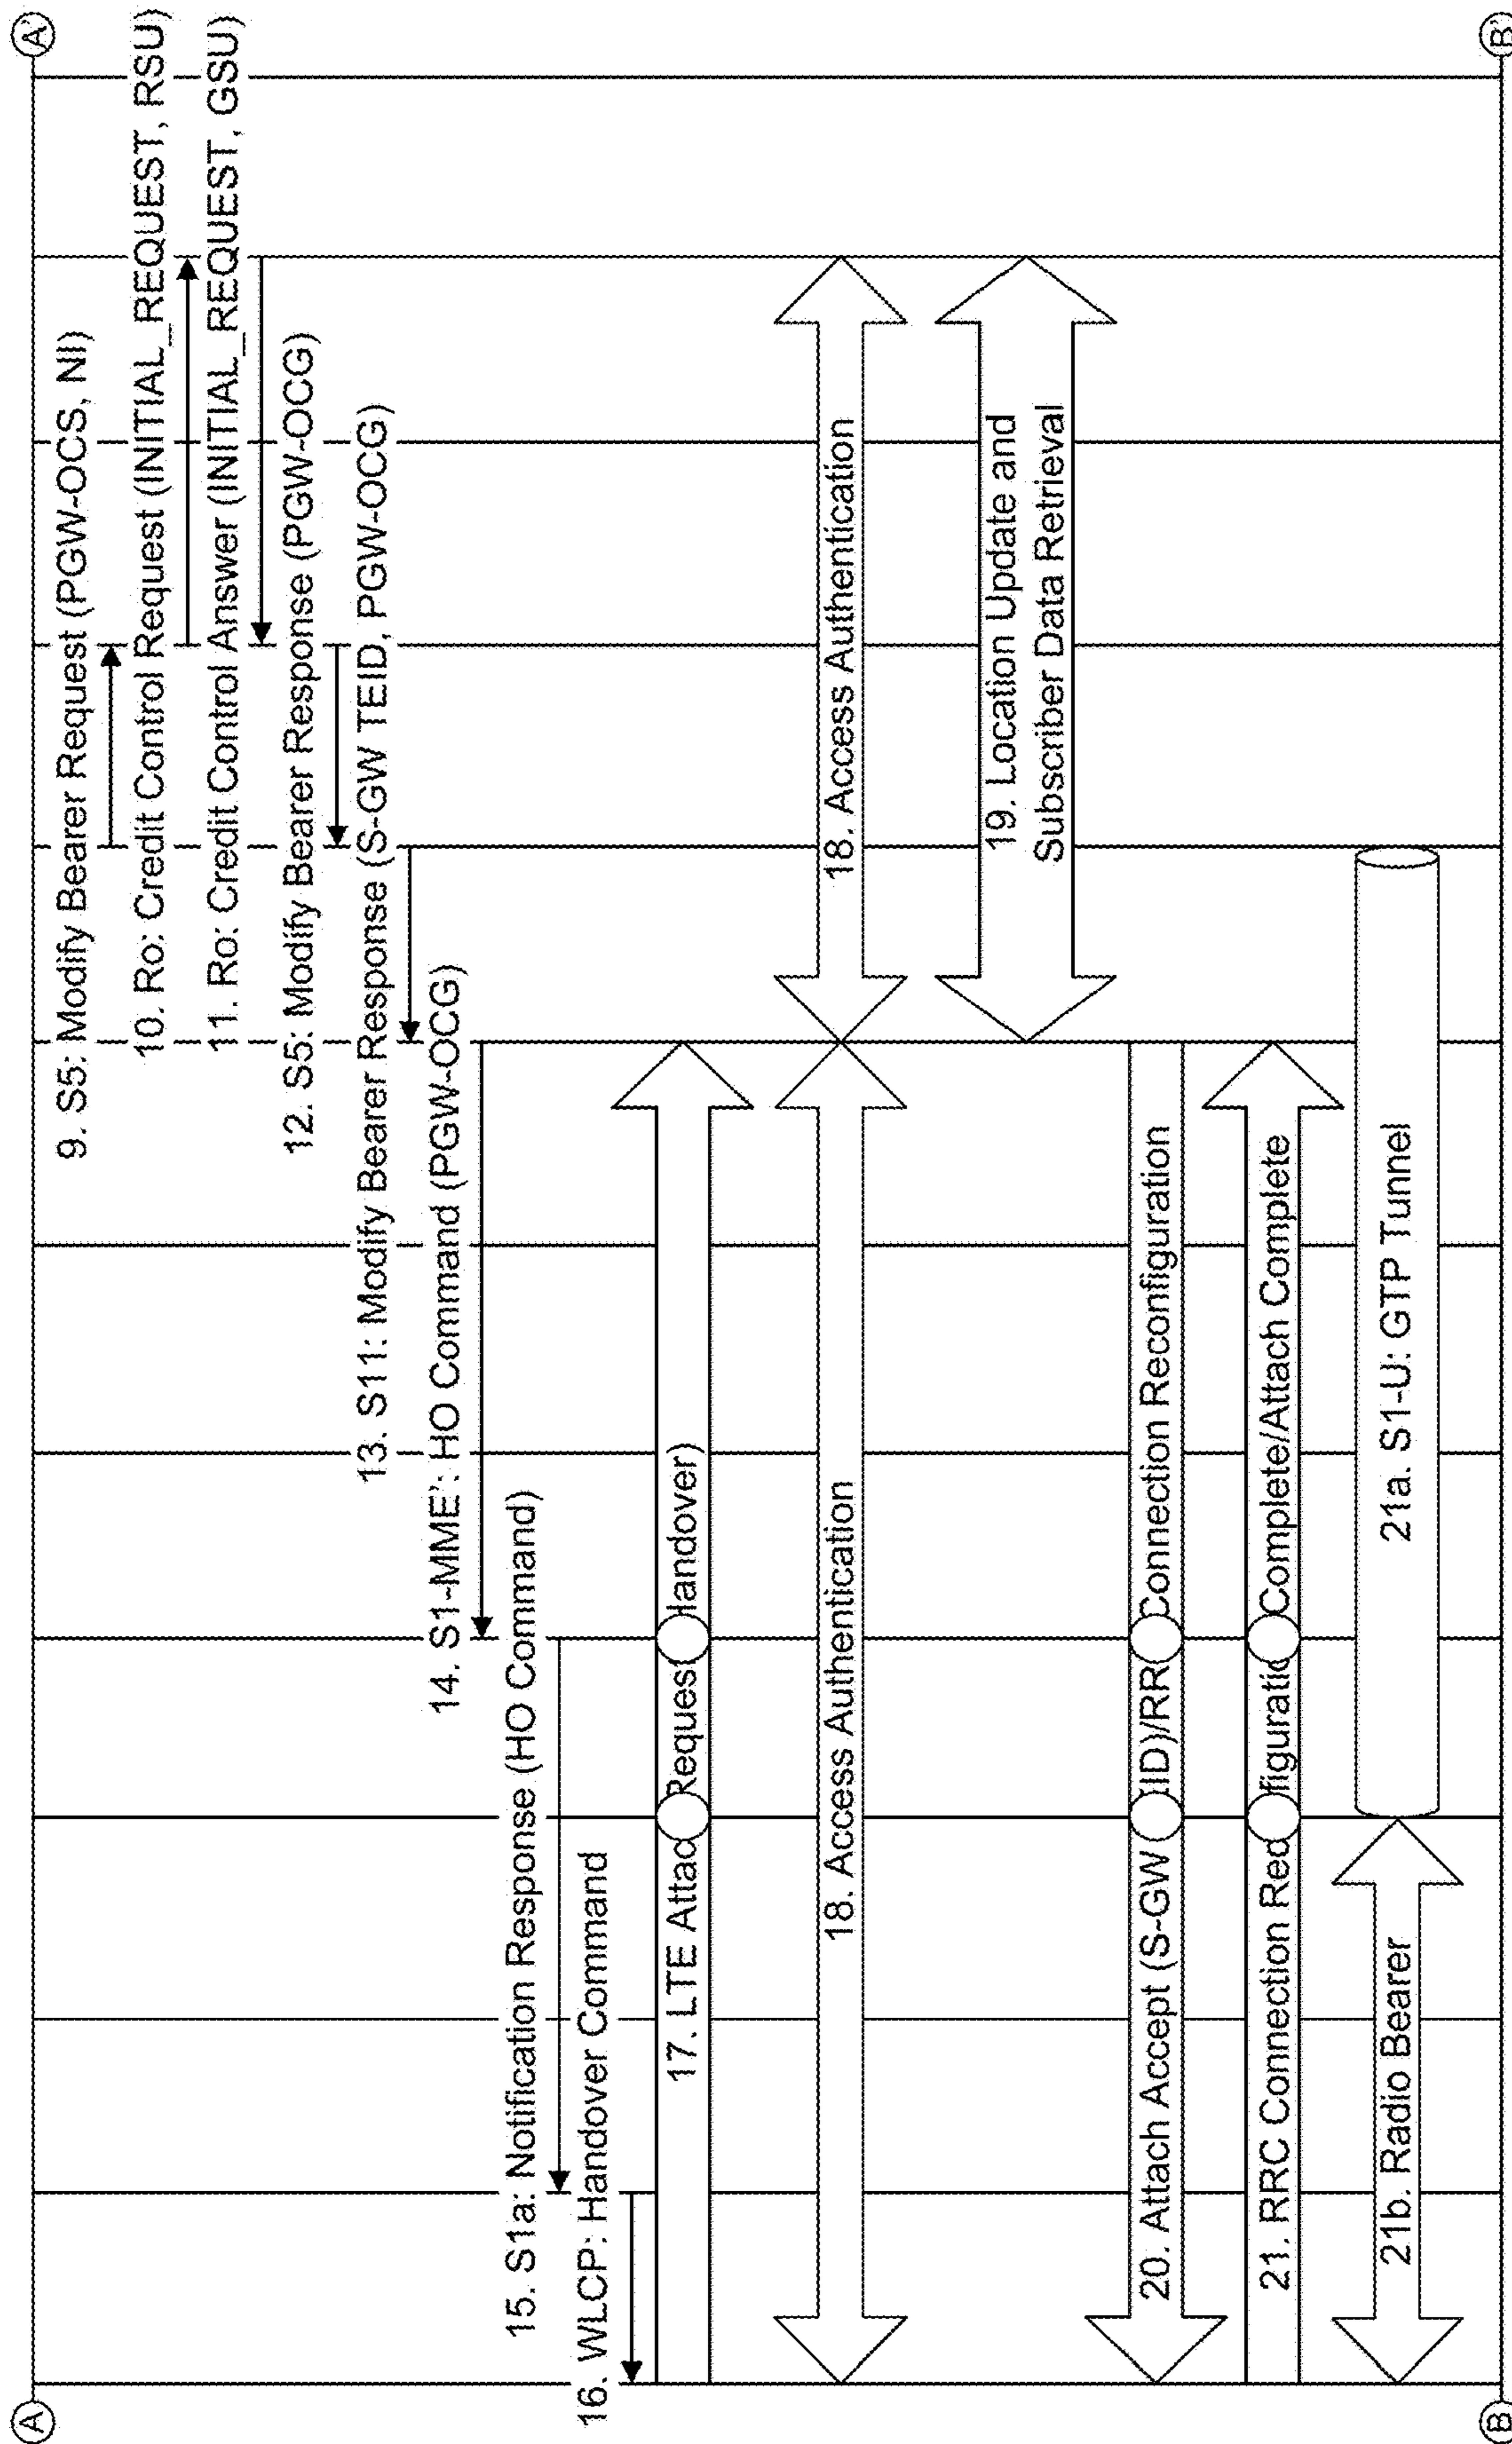 A
A'
9. S5: Modify Bearer Request (PGW-OCS, NI)
10. Ro: Credit Control Request (INITIAL_REQUEST, RSU)
11. Ro: Credit Control Answer (INITIAL_REQUEST, GSU)
12. S5: Modify Bearer Response (PGW-OCG)
13. S11: Modify Bearer Response (S-GW TEID, PGW-OCG)
14. S1-MME': HO Command (PGW-OCG)
15. S1a: Notification Response (HO Command)
16. WLCP: Handover Command
17. LTE Attac Request Handover)
18. Access Authentication
18. Access Authentication
19. Location Update and
Subscriber Data Retrieval
20. Attach Accept (S-GW ID)/RR Connection Reconfiguration
21. RRC Connection Rec figuratio Complete/Attach Complete
21b. Radio Bearer
21a. S1-U: GTP Tunnel
B
B'